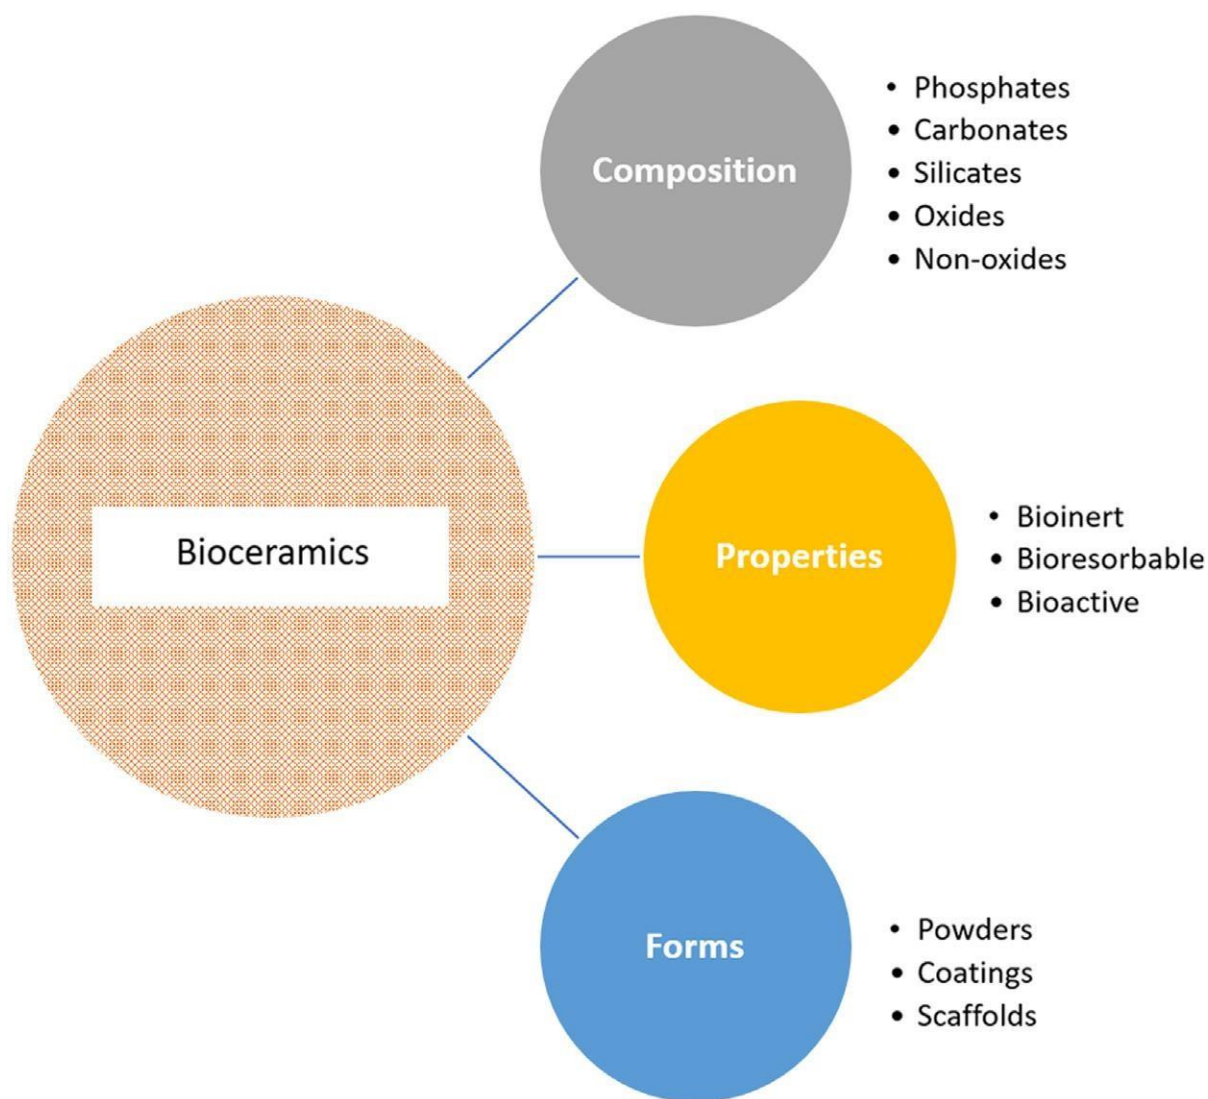 Bioceramics
Composition
• Phosphates
• Carbonates
• Silicates
• Oxides
• Non-oxides
Properties
• Bioinert
• Bioresorbable
• Bioactive
Forms
• Powders
• Coatings
• Scaffolds